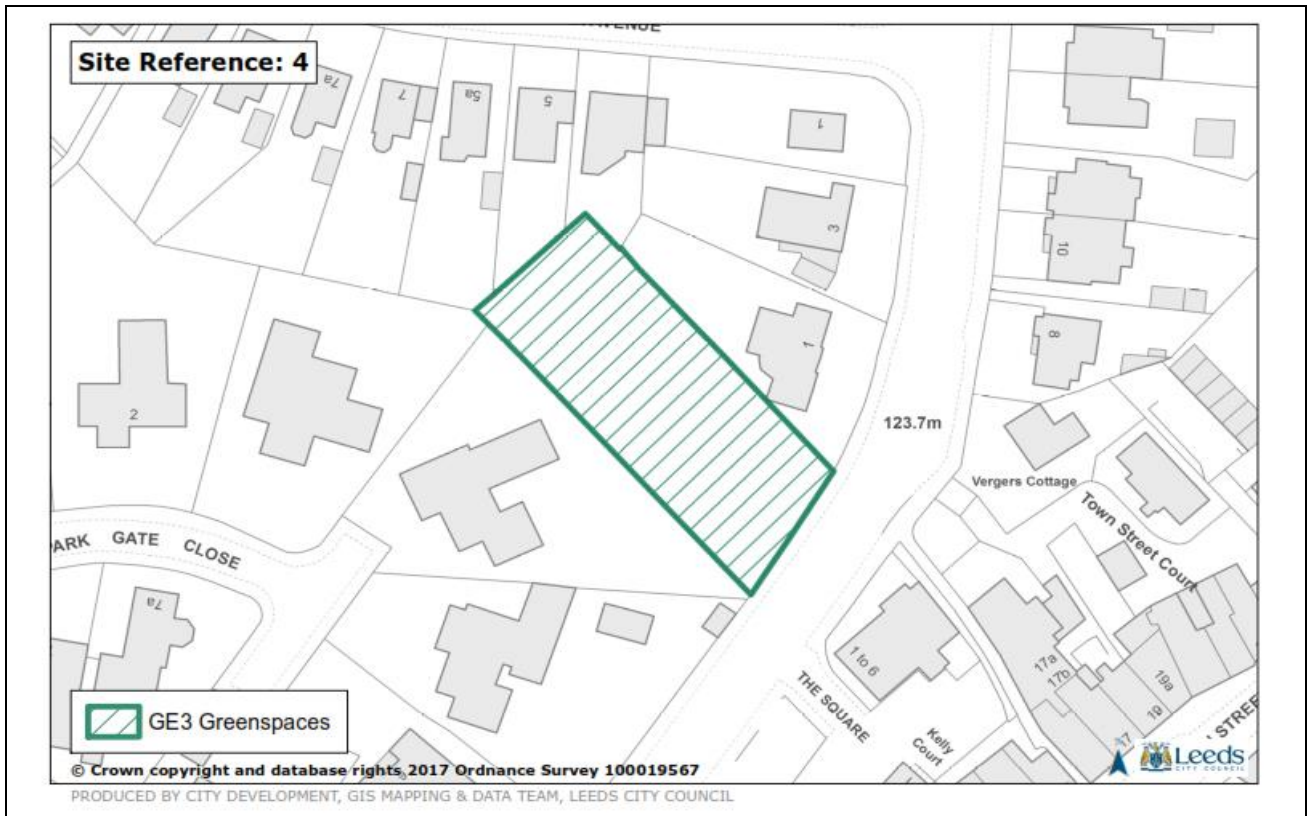 Site Reference: 4
7a
7
5a
5
1
3
1
10
8
2
123.7m
Vergers Cottage
Town Street Court
PARK GATE CLOSE
7a
1 to 6
17a
17b
19a
19
17
THE SQUARE
Kelly
Court
GE3 Greenspaces
Leeds
CITY COUNCIL
© Crown copyright and database rights 2017 Ordnance Survey 100019567
PRODUCED BY CITY DEVELOPMENT, GIS MAPPING & DATA TEAM, LEEDS CITY COUNCIL